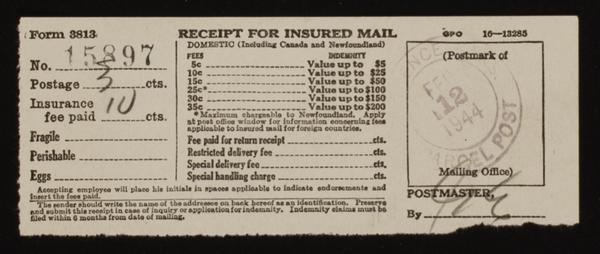 Form 3813
No. 15897
Postage 3 cts.
Insurance
fee paid 10 cts.
Fragile
Perishable
Eggs
RECEIPT FOR INSURED MAIL
DOMESTIC (Including Canada and Newfoundland)
FEES INDEMNITY
5c Value up to $5
10c Value up to $25
15c Value up to $50
25c* Value up to $100
30c Value up to $150
35c Value up to $200
*Maximum chargeable to Newfoundland. Apply
at post office window for information concerning fees
applicable to insured mail for foreign countries.
Fee paid for return receipt cts.
Restricted delivery fee cts.
Special delivery fee cts.
Special handling charge cts.
Accepting employee will place his initials in spaces applicable to indicate endorsements and
insert the fees paid.
The sender should write the name of the addressee on back hereof as an identification. Preserve
and submit this receipt in case of inquiry or application for indemnity. Indemnity claims must be
filed within 6 months from date of mailing.
GPO 16—13285
(Postmark of
12
1944
PARCEL POST
Mailing Office)
POSTMASTER,
By